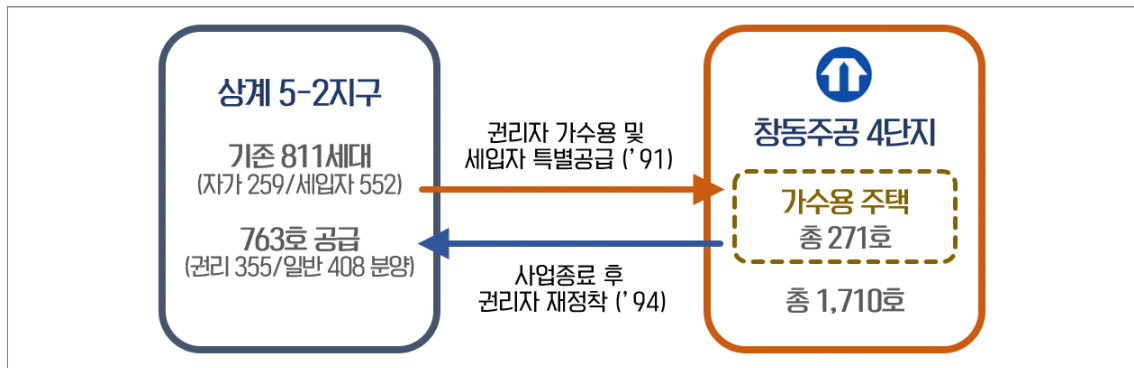 상계 5-2지구
기존 811세대
(자가 259/세입자 552)
763호 공급
(권리 355/일반 408 분양)
권리자 가수용 및
세입자 특별공급 (’91)
사업종료 후
권리자 재정착 (’94)
창동주공 4단지
가수용 주택
총 271호
총 1,710호